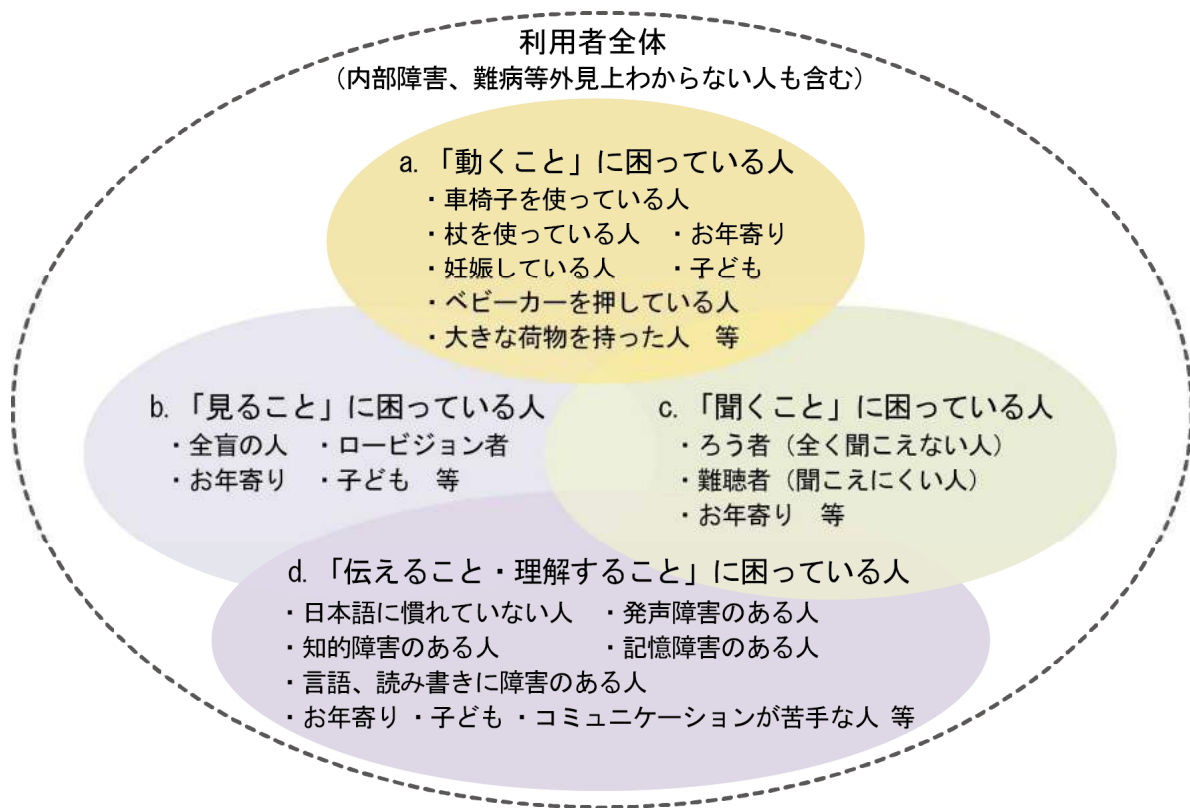 利用者全体
（内部障害、難病等外見上わからない人も含む）
a. 「動くこと」に困っている人
・車椅子を使っている人
・杖を使っている人　・お年寄り
・妊娠している人　・子ども
・ベビーカーを押している人
・大きな荷物を持った人　等
b. 「見ること」に困っている人
・全盲の人　・ロービジョン者
・お年寄り　・子ども　等
c. 「聞くこと」に困っている人
・ろう者（全く聞こえない人）
・難聴者（聞こえにくい人）
・お年寄り　等
d. 「伝えること・理解すること」に困っている人
・日本語に慣れていない人　・発声障害のある人
・知的障害のある人　・記憶障害のある人
・言語、読み書きに障害のある人
・お年寄り ・子ども ・コミュニケーションが苦手な人 等